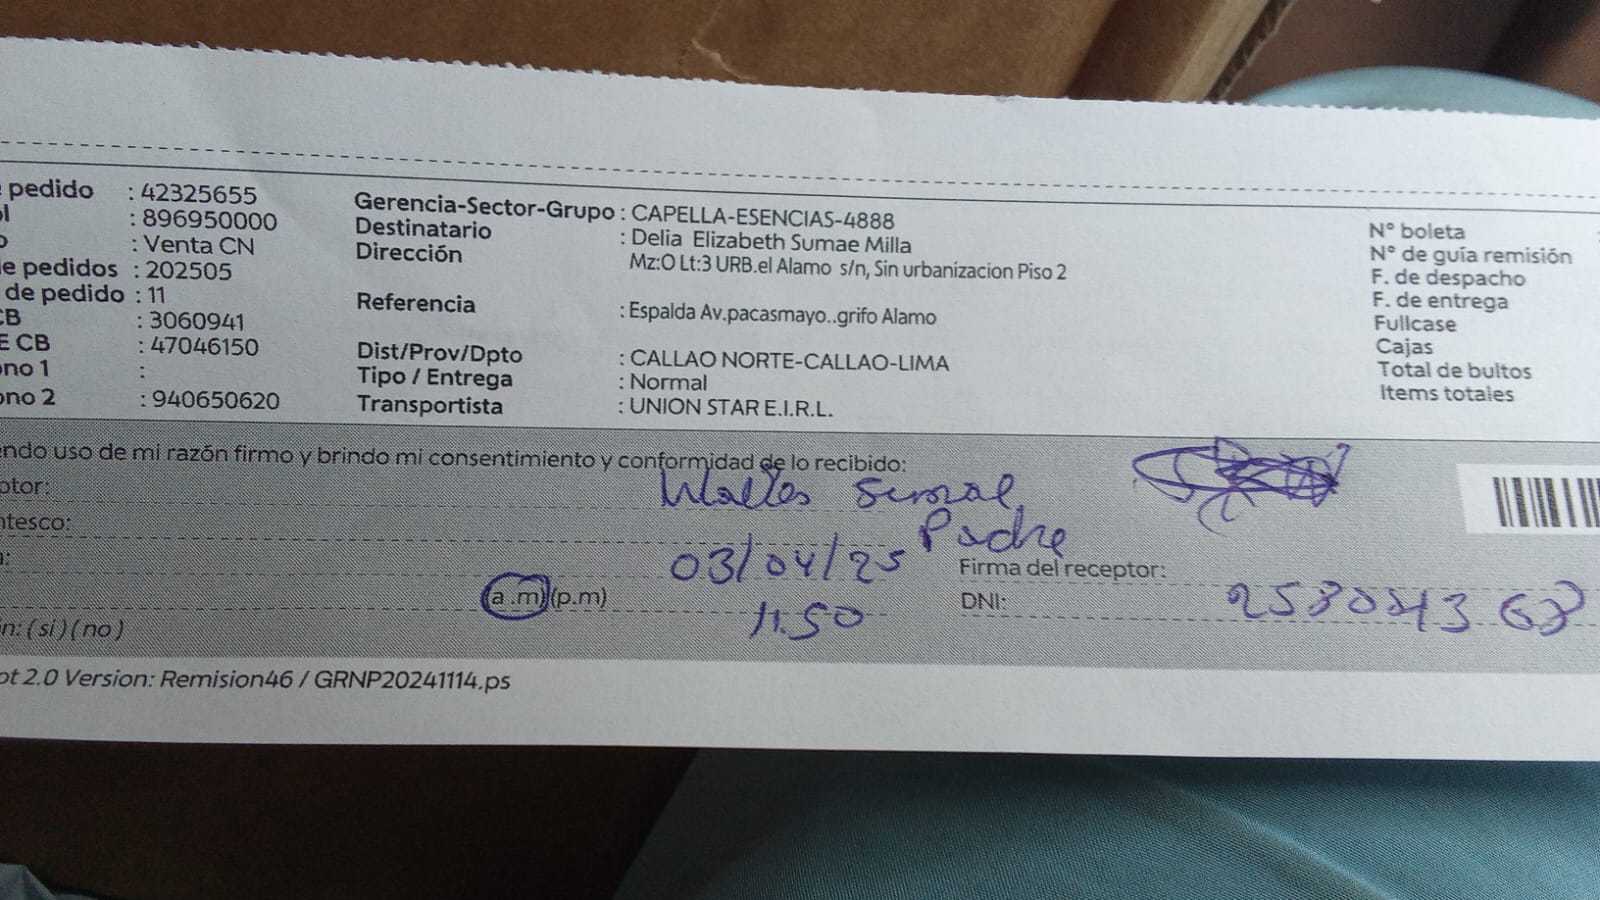 e pedido : 42325655
ol : 896950000
o : Venta CN
de pedidos : 202505
de pedido : 11
CB : 3060941
E CB : 47046150
ono 1 :
ono 2 : 940650620
Gerencia-Sector-Grupo : CAPELLA-ESENCIAS-4888
Destinatario : Delia Elizabeth Sumae Milla
Dirección Mz:O Lt:3 URB.el Alamo s/n, Sin urbanizacion Piso 2
Referencia : Espalda Av.pacasmayo..grifo Alamo
Dist/Prov/Dpto : CALLAO NORTE-CALLAO-LIMA
Tipo / Entrega : Normal
Transportista : UNION STAR E.I.R.L.
N° boleta
N° de guía remisión
F. de despacho
F. de entrega
Fullcase
Cajas
Total de bultos
Items totales
endo uso de mi razón firmo y brindo mi consentimiento y conformidad de lo recibido:
ptor:
ntesco: Padre
a: 03/04/25 Firma del receptor:
(a.m) (p.m) 11.50 DNI:
n: ( si ) ( no )
ot 2.0 Version: Remision46 / GRNP20241114.ps